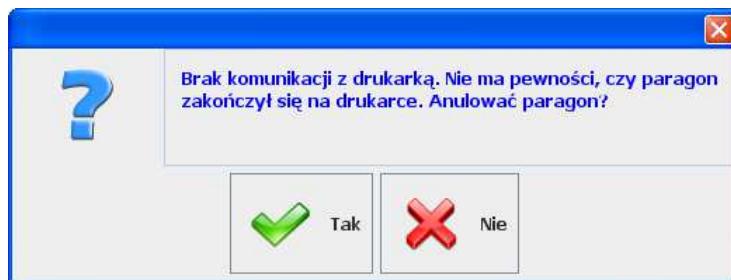 Brak komunikacji z drukarką. Nie ma pewności, czy paragon
zakończył się na drukarce. Anulować paragon?
Tak
Nie